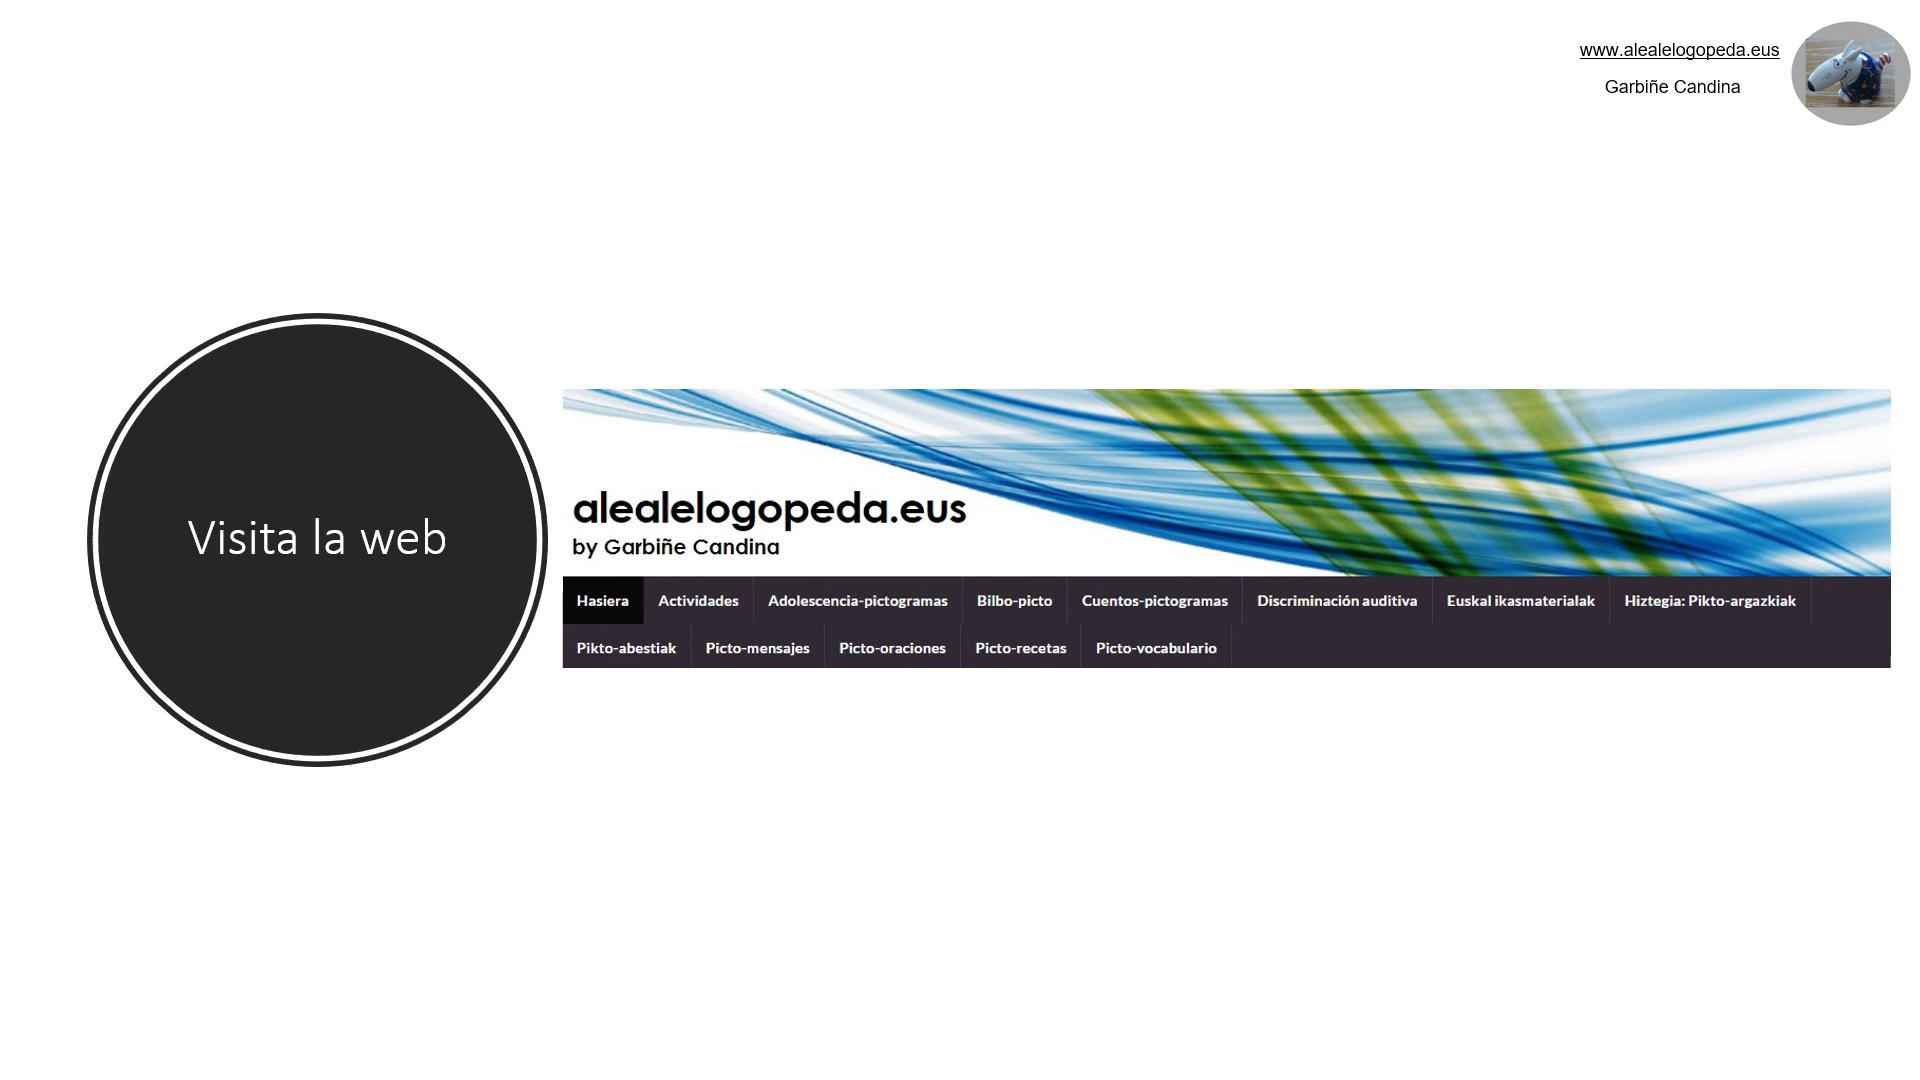 www.alealelogopeda.eus
Garbiñe Candina
Visita la web
alealelogopeda.eus
by Garbiñe Candina
Hasiera Actividades Adolescencia-pictogramas Bilbo-picto Cuentos-pictogramas Discriminación auditiva Euskal ikasmaterialak Hiztegia: Pikto-argazkiak
Pikto-abestiak Picto-mensajes Picto-oraciones Picto-recetas Picto-vocabulario